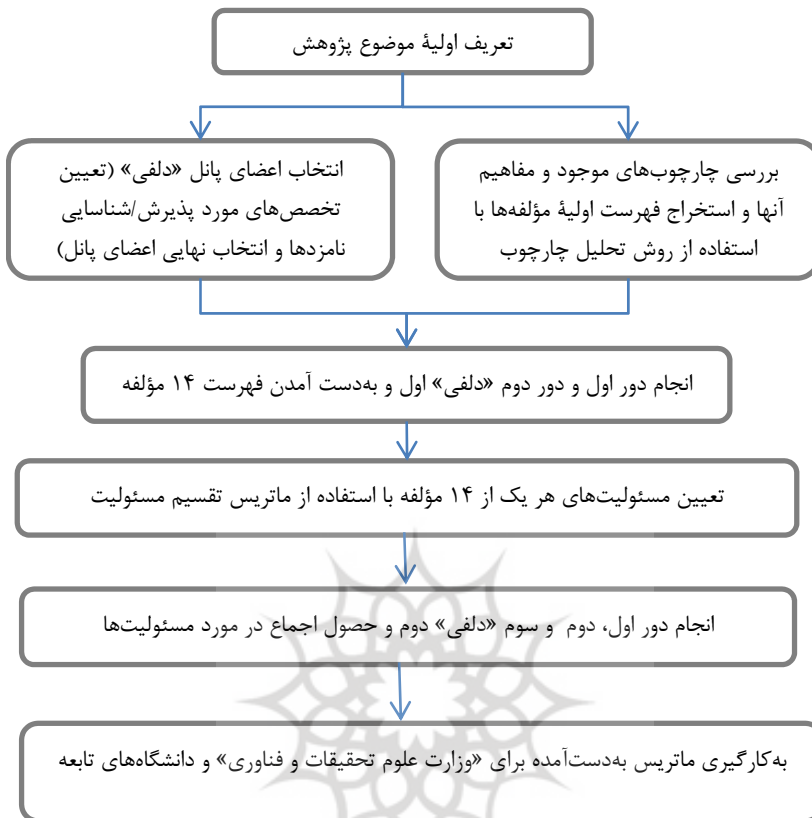 تعریف اولیۀ موضوع پژوهش
بررسی چارچوب‌های موجود و مفاهیم
آنها و استخراج فهرست اولیۀ مؤلفه‌ها با
استفاده از روش تحلیل چارچوب
انتخاب اعضای پانل «دلفی» (تعیین
تخصص‌های مورد پذیرش/شناسایی
نامزدها و انتخاب نهایی اعضای پانل)
انجام دور اول و دور دوم «دلفی» اول و به‌دست آمدن فهرست ۱۴ مؤلفه
تعیین مسئولیت‌های هر یک از ۱۴ مؤلفه با استفاده از ماتریس تقسیم مسئولیت
انجام دور اول، دوم و سوم «دلفی» دوم و حصول اجماع در مورد مسئولیت‌ها
به‌کارگیری ماتریس به‌دست‌آمده برای «وزارت علوم تحقیقات و فناوری» و دانشگاه‌های تابعه